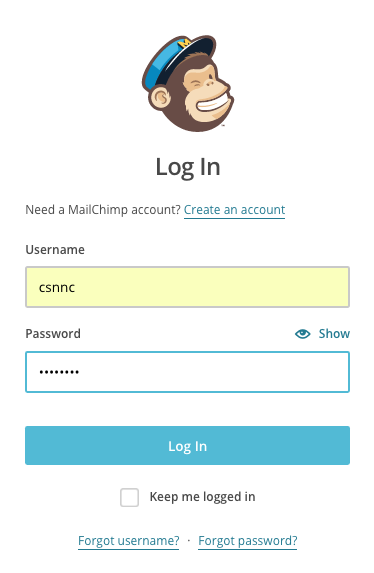 Log In
Need a MailChimp account? Create an account
Username
csnnc
Password Show
••••••••
Log In
Keep me logged in
Forgot username? · Forgot password?